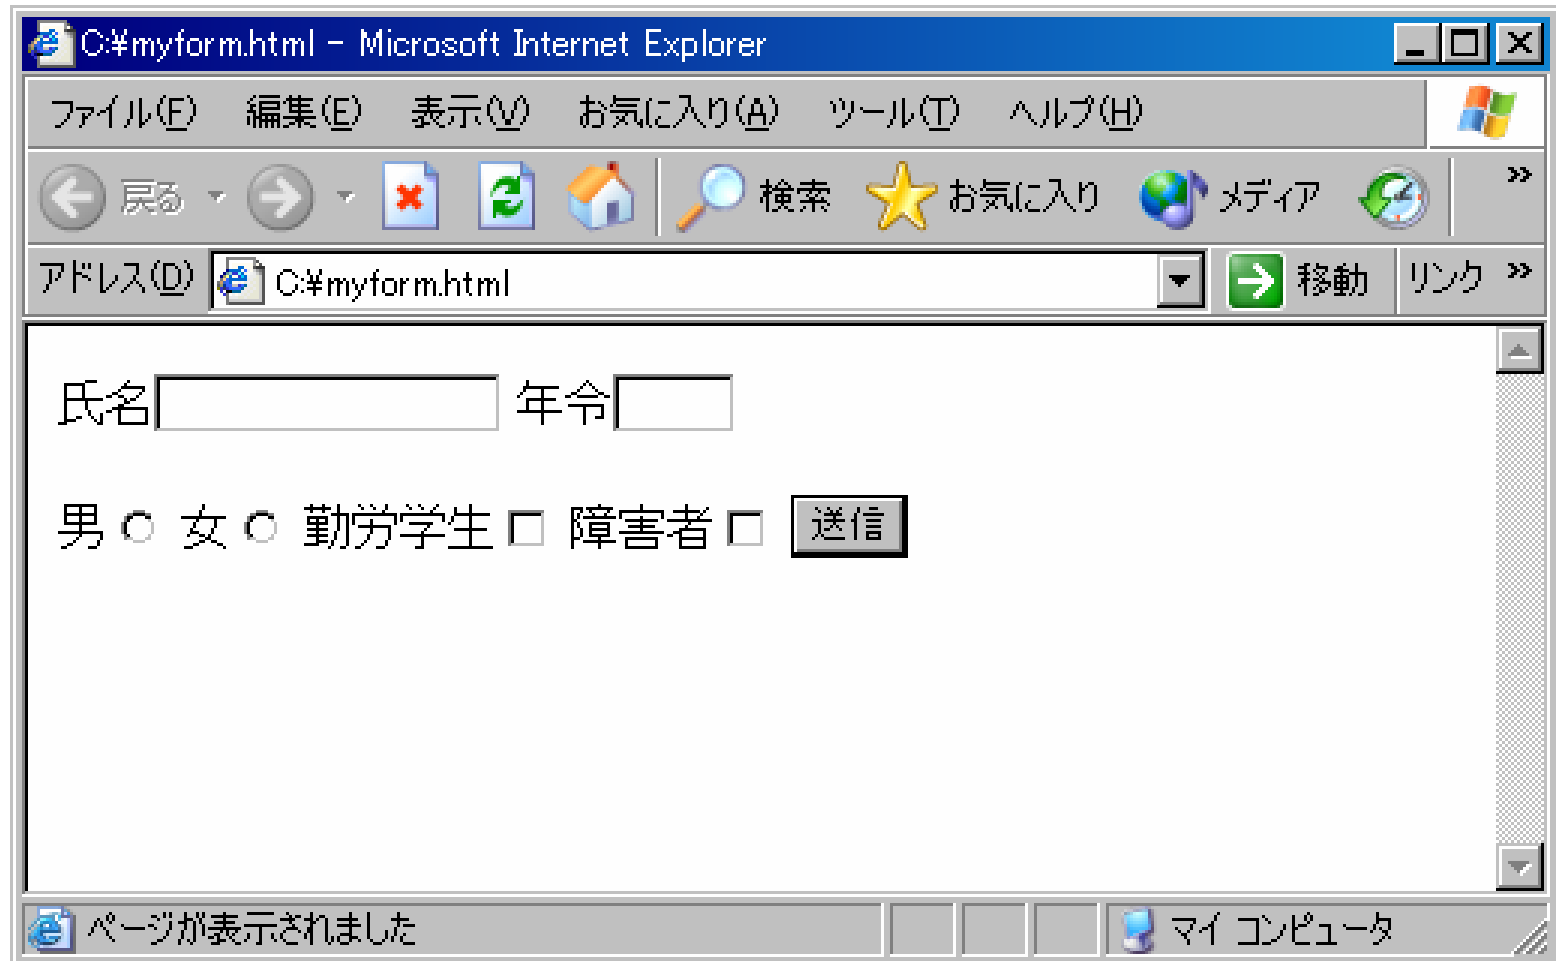 C:¥myform.html - Microsoft Internet Explorer
ファイル(F) 編集(E) 表示(V) お気に入り(A) ツール(T) ヘルプ(H)
戻る 検索 お気に入り メディア »
アドレス(D) C:¥myform.html 移動 リンク »
氏名 年令
男 女 勤労学生 障害者 送信
ページが表示されました マイ コンピュータ